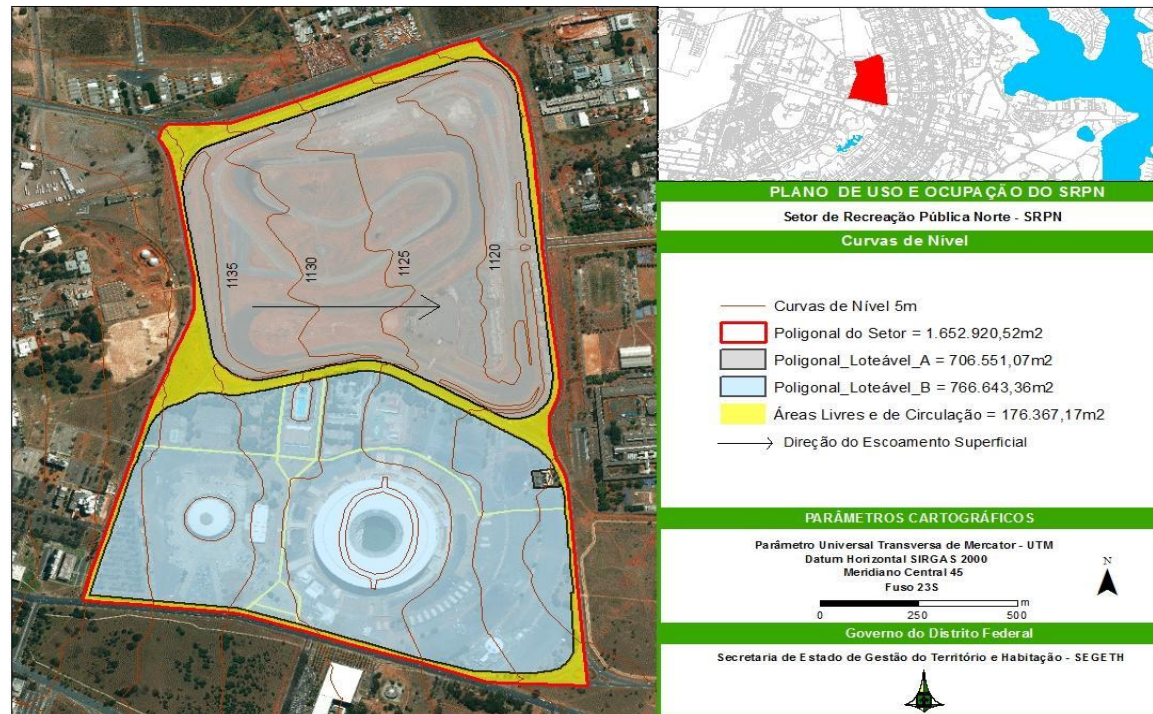 1135
1130
1125
1120
PLANO DE USO E OCUPAÇÃO DO SRPN
Setor de Recreação Pública Norte - SRPN
Curvas de Nível
Curvas de Nível 5m
Poligonal do Setor = 1.652.920,52m2
Poligonal_Loteável_A = 706.551,07m2
Poligonal_Loteável_B = 766.643,36m2
Áreas Livres e de Circulação = 176.367,17m2
Direção do Escoamento Superficial
PARÂMETROS CARTOGRÁFICOS
Parâmetro Universal Transversa de Mercator - UTM
Datum Horizontal SIRGAS 2000
Meridiano Central 45
Fuso 23S
N
m
0 250 500
Governo do Distrito Federal
Secretaria de Estado de Gestão do Território e Habitação - SEGETH